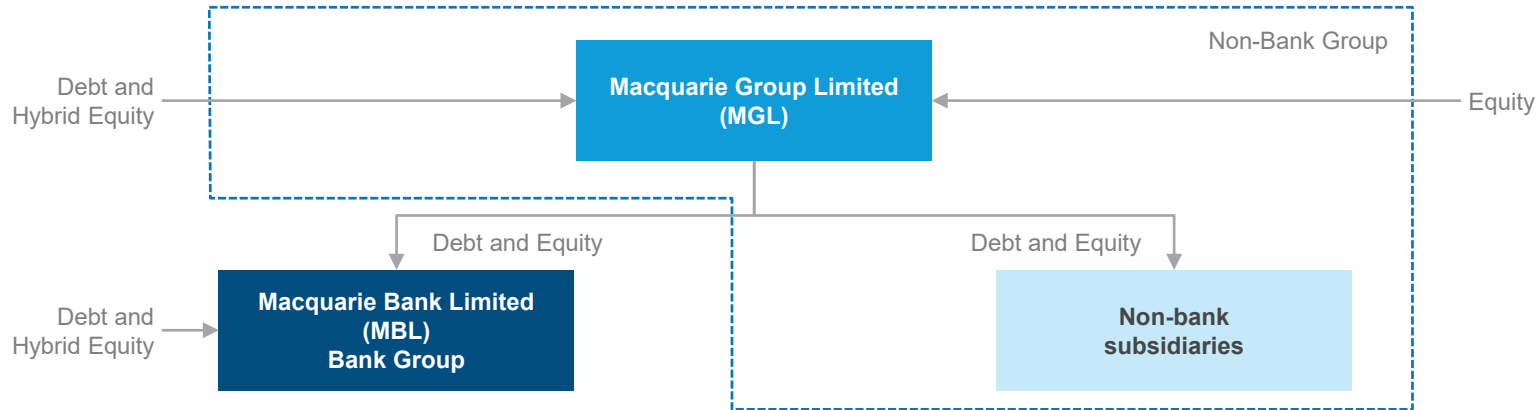 Non-Bank Group
Debt and
Hybrid Equity
Macquarie Group Limited
(MGL)
Equity
Debt and Equity
Debt and Equity
Debt and
Hybrid Equity
Macquarie Bank Limited
(MBL)
Bank Group
Non-bank
subsidiaries